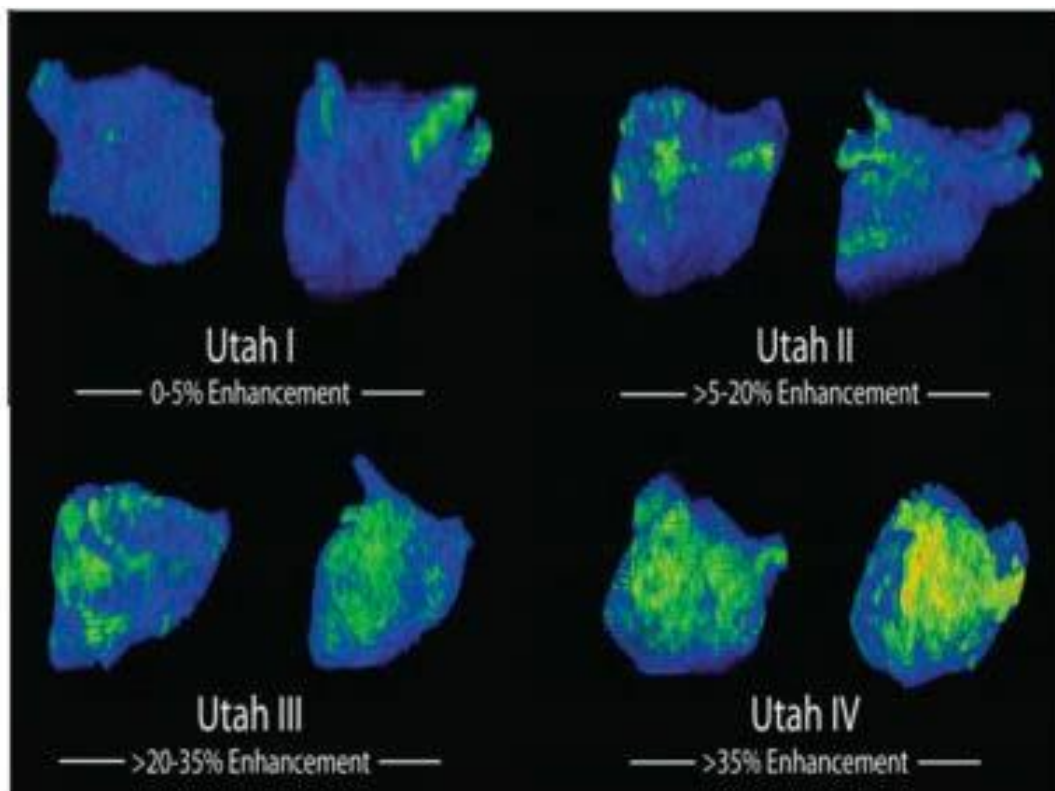 Utah I
0-5% Enhancement
Utah II
>5-20% Enhancement
Utah III
>20-35% Enhancement
Utah IV
>35% Enhancement